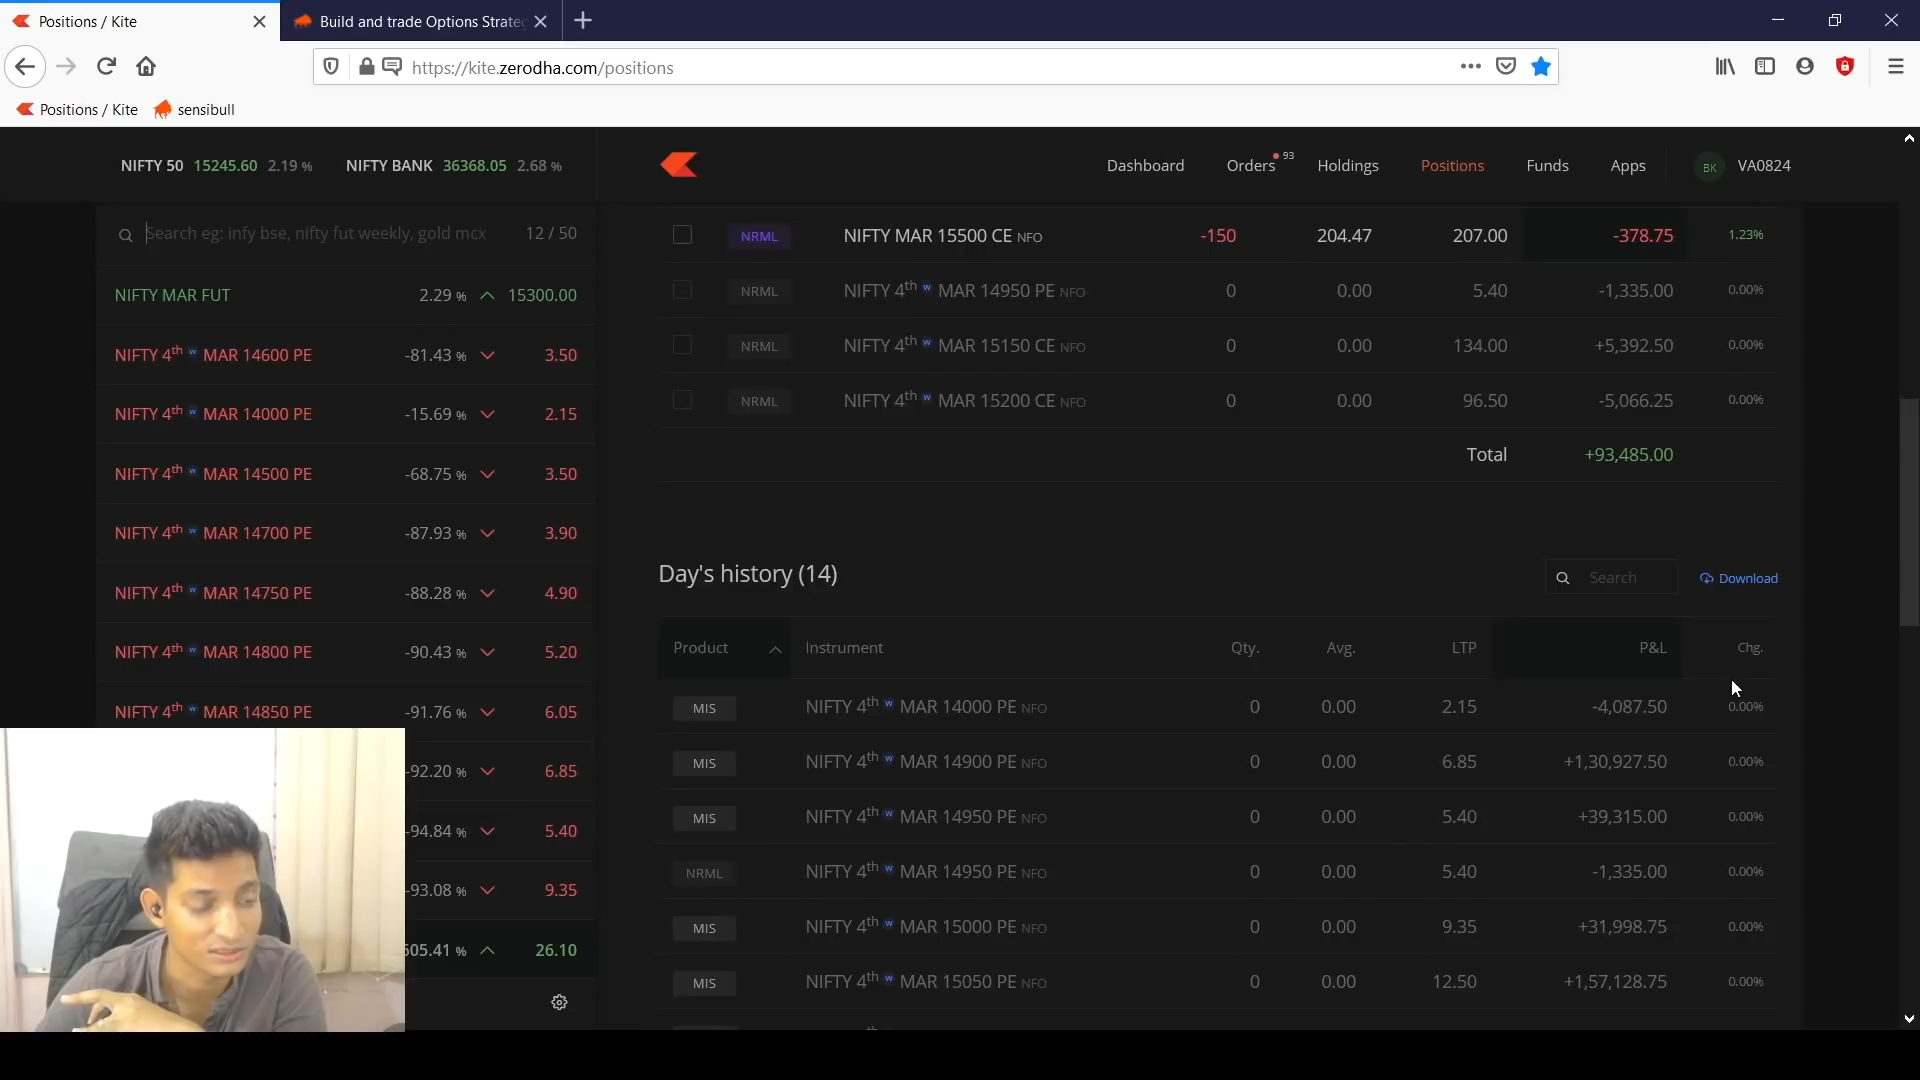 Positions / Kite
Build and trade Options Strateg
https://kite.zerodha.com/positions
Positions / Kite
sensibull
NIFTY 50 15245.60 2.19 %
NIFTY BANK 36368.05 2.68 %
Dashboard
Orders 93
Holdings
Positions
Funds
Apps
BK
VA0824
Search eg: infy bse, nifty fut weekly, gold mcx 12 / 50
NIFTY MAR FUT 2.29 % 15300.00
NIFTY 4th w MAR 14600 PE -81.43 % 3.50
NIFTY 4th w MAR 14000 PE -15.69 % 2.15
NIFTY 4th w MAR 14500 PE -68.75 % 3.50
NIFTY 4th w MAR 14700 PE -87.93 % 3.90
NIFTY 4th w MAR 14750 PE -88.28 % 4.90
NIFTY 4th w MAR 14800 PE -90.43 % 5.20
NIFTY 4th w MAR 14850 PE -91.76 % 6.05
-92.20 % 6.85
-94.84 % 5.40
-93.08 % 9.35
605.41 % 26.10
NRML NIFTY MAR 15500 CE NFO -150 204.47 207.00 -378.75 1.23%
NRML NIFTY 4th w MAR 14950 PE NFO 0 0.00 5.40 -1,335.00 0.00%
NRML NIFTY 4th w MAR 15150 CE NFO 0 0.00 134.00 +5,392.50 0.00%
NRML NIFTY 4th w MAR 15200 CE NFO 0 0.00 96.50 -5,066.25 0.00%
Total +93,485.00
Day's history (14)
Search
Download
Product Instrument Qty. Avg. LTP P&L Chg.
MIS NIFTY 4th w MAR 14000 PE NFO 0 0.00 2.15 -4,087.50 0.00%
MIS NIFTY 4th w MAR 14900 PE NFO 0 0.00 6.85 +1,30,927.50 0.00%
MIS NIFTY 4th w MAR 14950 PE NFO 0 0.00 5.40 +39,315.00 0.00%
NRML NIFTY 4th w MAR 14950 PE NFO 0 0.00 5.40 -1,335.00 0.00%
MIS NIFTY 4th w MAR 15000 PE NFO 0 0.00 9.35 +31,998.75 0.00%
MIS NIFTY 4th w MAR 15050 PE NFO 0 0.00 12.50 +1,57,128.75 0.00%